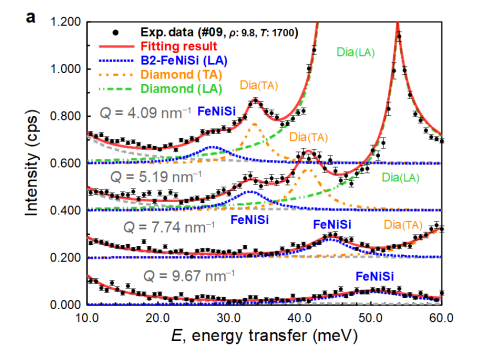 a
Exp. data (#09, ρ: 9.8, T: 1700)
Fitting result
B2-FeNiSi (LA)
Diamond (TA)
Diamond (LA)
Dia(LA)
Dia(TA)
Q = 4.09 nm⁻¹
FeNiSi
Dia(TA)
Q = 5.19 nm⁻¹
Dia(LA)
FeNiSi
FeNiSi
Dia(TA)
Q = 7.74 nm⁻¹
Q = 9.67 nm⁻¹
FeNiSi
Intensity (cps)
1.200
1.000
0.800
0.600
0.400
0.200
0.000
10.0 20.0 30.0 40.0 50.0 60.0
E, energy transfer (meV)